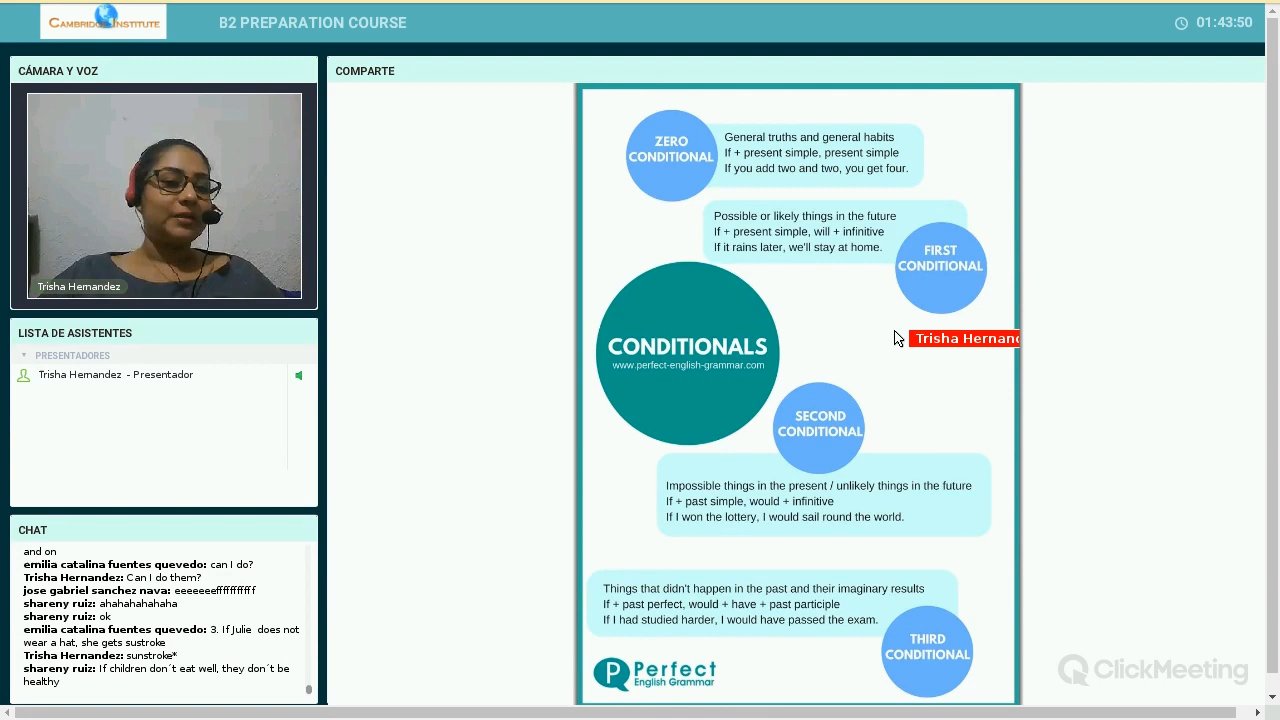 CAMBRIDGE INSTITUTE
B2 PREPARATION COURSE
01:43:50
CÁMARA Y VOZ
Trisha Hernandez
LISTA DE ASISTENTES
PRESENTADORES
Trisha Hernandez - Presentador
CHAT
and on
emilia catalina fuentes quevedo: can I do?
Trisha Hernandez: Can I do them?
jose gabriel sanchez nava: eeeeeeefffffffffff
shareny ruiz: ahahahahahaha
shareny ruiz: ok
emilia catalina fuentes quevedo: 3. If Julie does not
wear a hat, she gets sustroke
Trisha Hernandez: sunstroke*
shareny ruiz: If children don´t eat well, they don´t be
healthy
COMPARTE
ZERO
CONDITIONAL
General truths and general habits
If + present simple, present simple
If you add two and two, you get four.
Possible or likely things in the future
If + present simple, will + infinitive
If it rains later, we'll stay at home.
FIRST
CONDITIONAL
Trisha Hernand
CONDITIONALS
www.perfect-english-grammar.com
SECOND
CONDITIONAL
Impossible things in the present / unlikely things in the future
If + past simple, would + infinitive
If I won the lottery, I would sail round the world.
Things that didn't happen in the past and their imaginary results
If + past perfect, would + have + past participle
If I had studied harder, I would have passed the exam.
THIRD
CONDITIONAL
Perfect
English Grammar
ClickMeeting